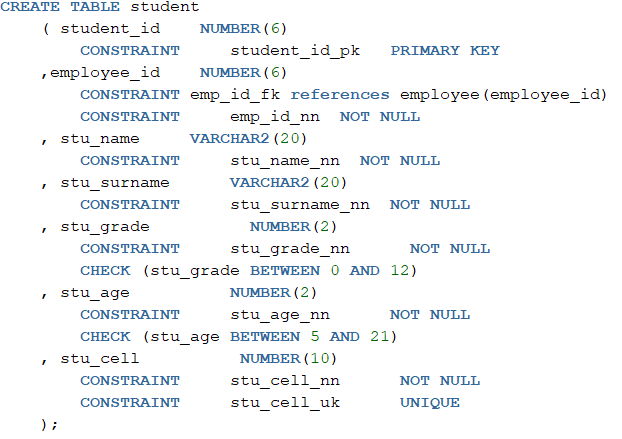 CREATE TABLE student
( student_id NUMBER(6)
CONSTRAINT student_id_pk PRIMARY KEY
,employee_id NUMBER(6)
CONSTRAINT emp_id_fk references employee(employee_id)
CONSTRAINT emp_id_nn NOT NULL
, stu_name VARCHAR2(20)
CONSTRAINT stu_name_nn NOT NULL
, stu_surname VARCHAR2(20)
CONSTRAINT stu_surname_nn NOT NULL
, stu_grade NUMBER(2)
CONSTRAINT stu_grade_nn NOT NULL
CHECK (stu_grade BETWEEN 0 AND 12)
, stu_age NUMBER(2)
CONSTRAINT stu_age_nn NOT NULL
CHECK (stu_age BETWEEN 5 AND 21)
, stu_cell NUMBER(10)
CONSTRAINT stu_cell_nn NOT NULL
CONSTRAINT stu_cell_uk UNIQUE
);